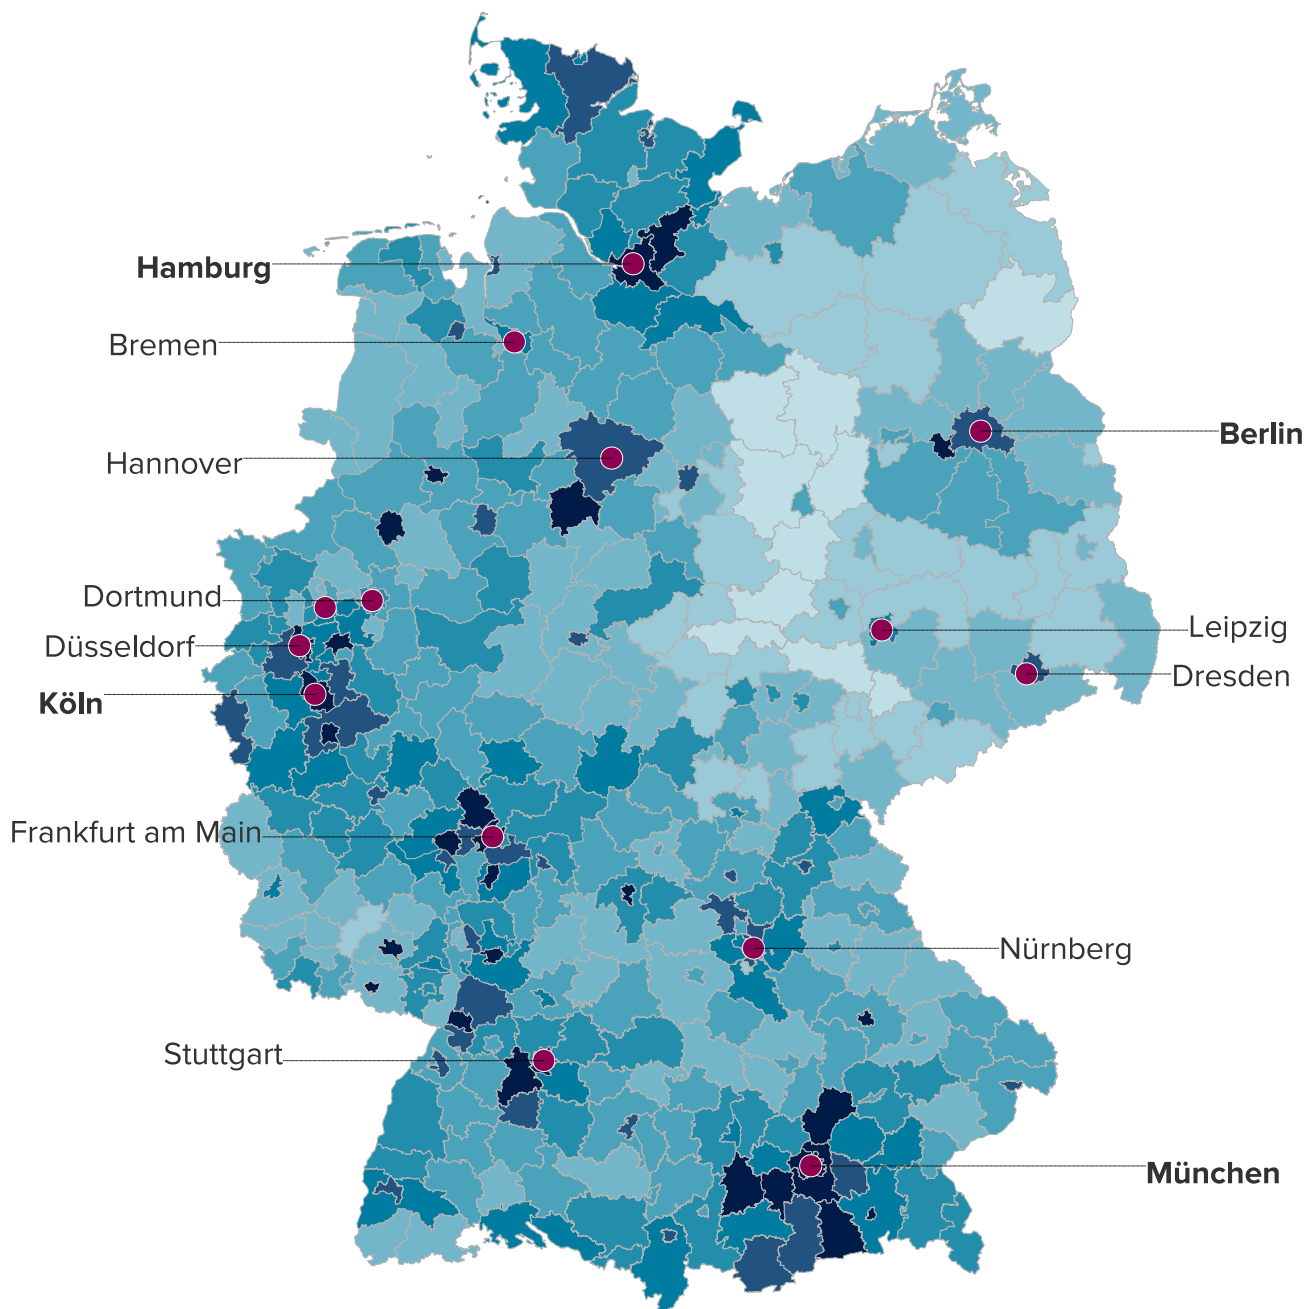 Hamburg
Bremen
Berlin
Hannover
Dortmund
Leipzig
Düsseldorf
Dresden
Köln
Frankfurt am Main
Nürnberg
Stuttgart
München